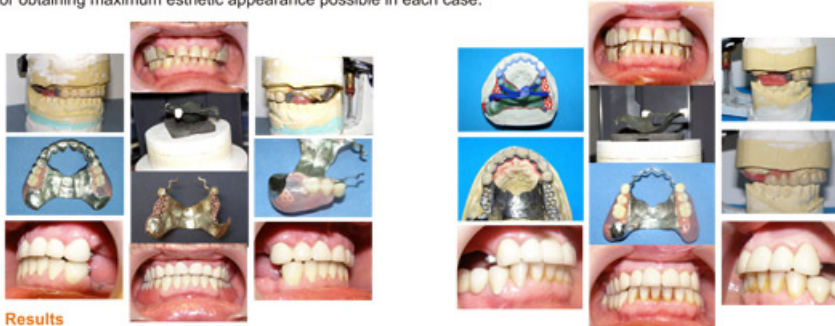 or obtaining maximum esthetic appearance possible in each case.
Results